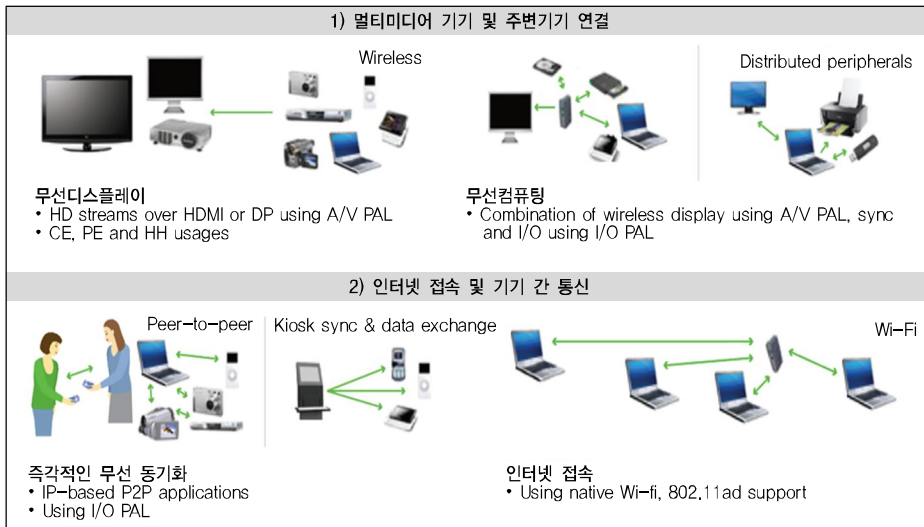 1) 멀티미디어 기기 및 주변기기 연결
Wireless
Distributed peripherals
무선디스플레이
• HD streams over HDMI or DP using A/V PAL
• CE, PE and HH usages
무선컴퓨팅
• Combination of wireless display using A/V PAL, sync
and I/O using I/O PAL
2) 인터넷 접속 및 기기 간 통신
Peer-to-peer
Kiosk sync & data exchange
Wi-Fi
즉각적인 무선 동기화
• IP-based P2P applications
• Using I/O PAL
인터넷 접속
• Using native Wi-fi, 802.11ad support